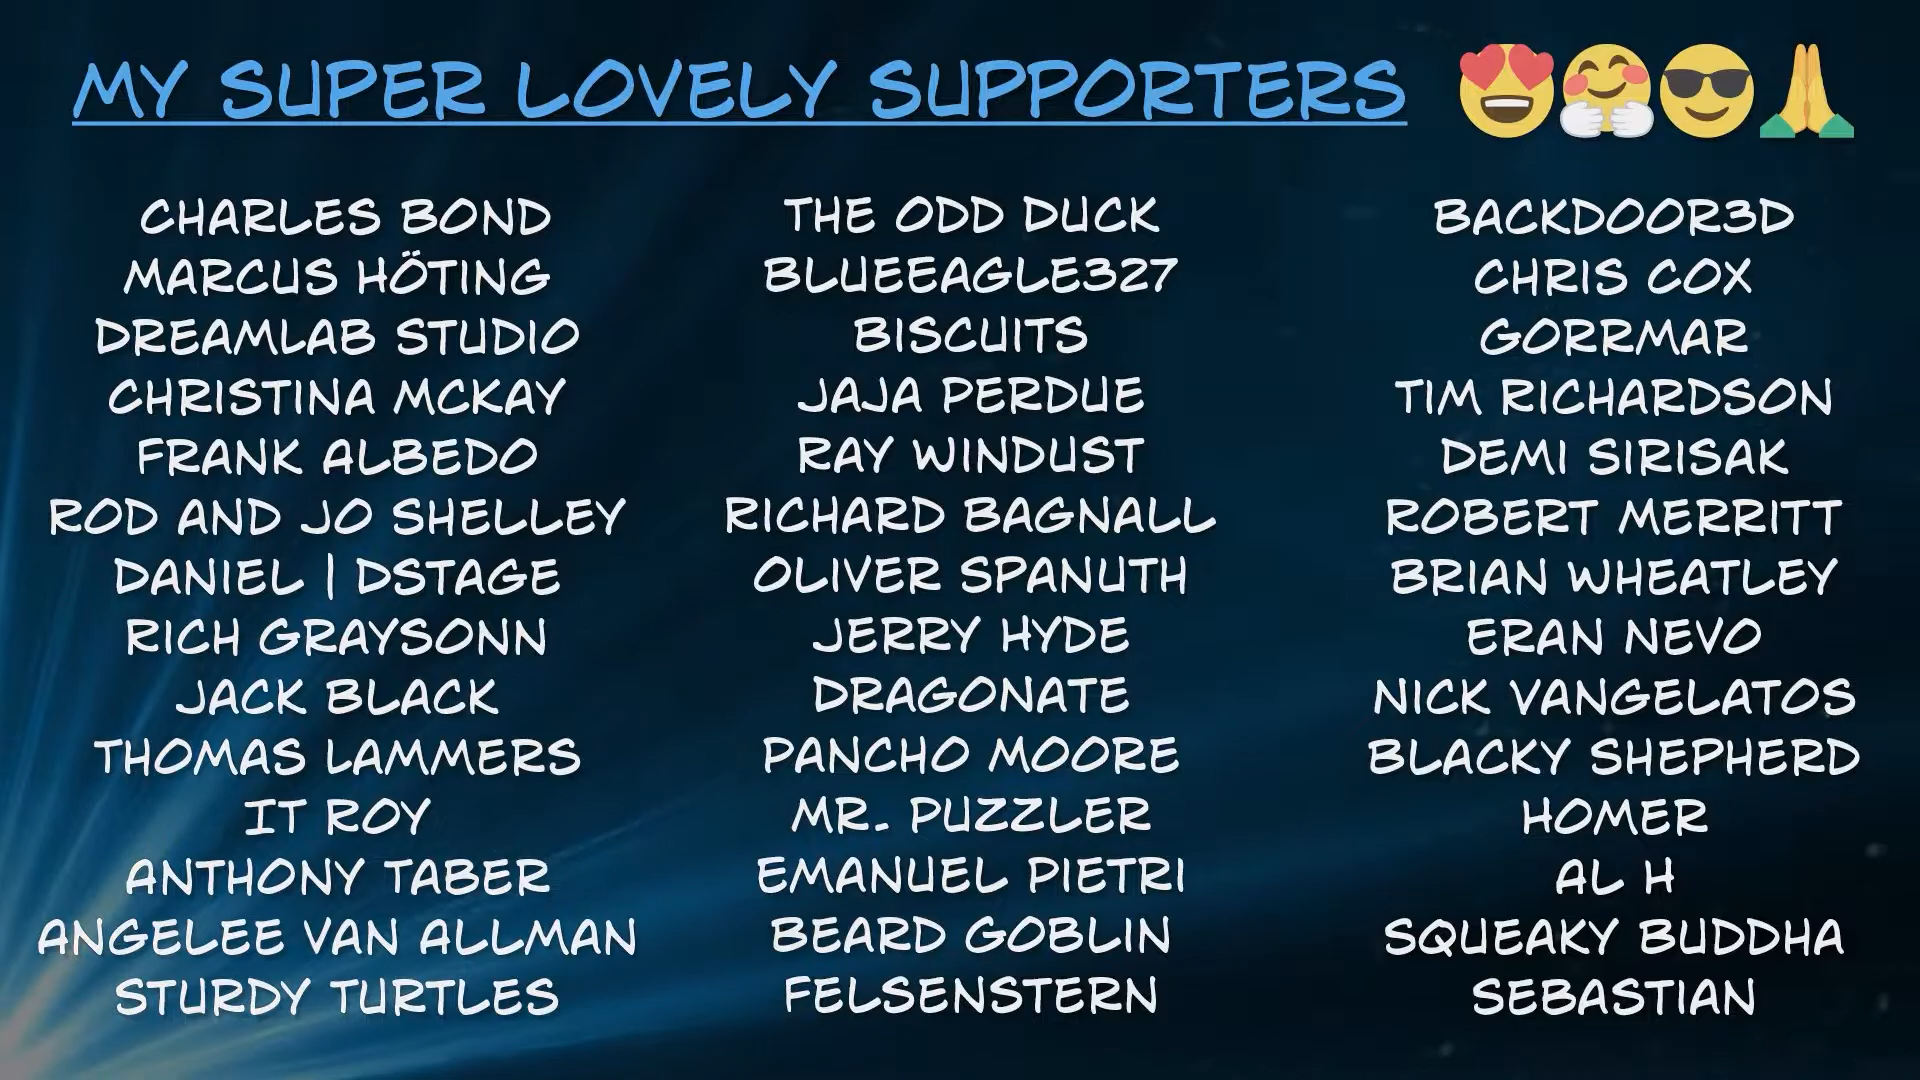 MY SUPER LOVELY SUPPORTERS 😍🤗😎🙏
CHARLES BOND
MARCUS HÖTING
DREAMLAB STUDIO
CHRISTINA MCKAY
FRANK ALBEDO
ROD AND JO SHELLEY
DANIEL | DSTAGE
RICH GRAYSONN
JACK BLACK
THOMAS LAMMERS
IT ROY
ANTHONY TABER
ANGELEE VAN ALLMAN
STURDY TURTLES
THE ODD DUCK
BLUEEAGLE327
BISCUITS
JAJA PERDUE
RAY WINDUST
RICHARD BAGNALL
OLIVER SPANUTH
JERRY HYDE
DRAGONATE
PANCHO MOORE
MR. PUZZLER
EMANUEL PIETRI
BEARD GOBLIN
FELSENSTERN
BACKDOOR3D
CHRIS COX
GORRMAR
TIM RICHARDSON
DEMI SIRISAK
ROBERT MERRITT
BRIAN WHEATLEY
ERAN NEVO
NICK VANGELATOS
BLACKY SHEPHERD
HOMER
AL H
SQUEAKY BUDDHA
SEBASTIAN